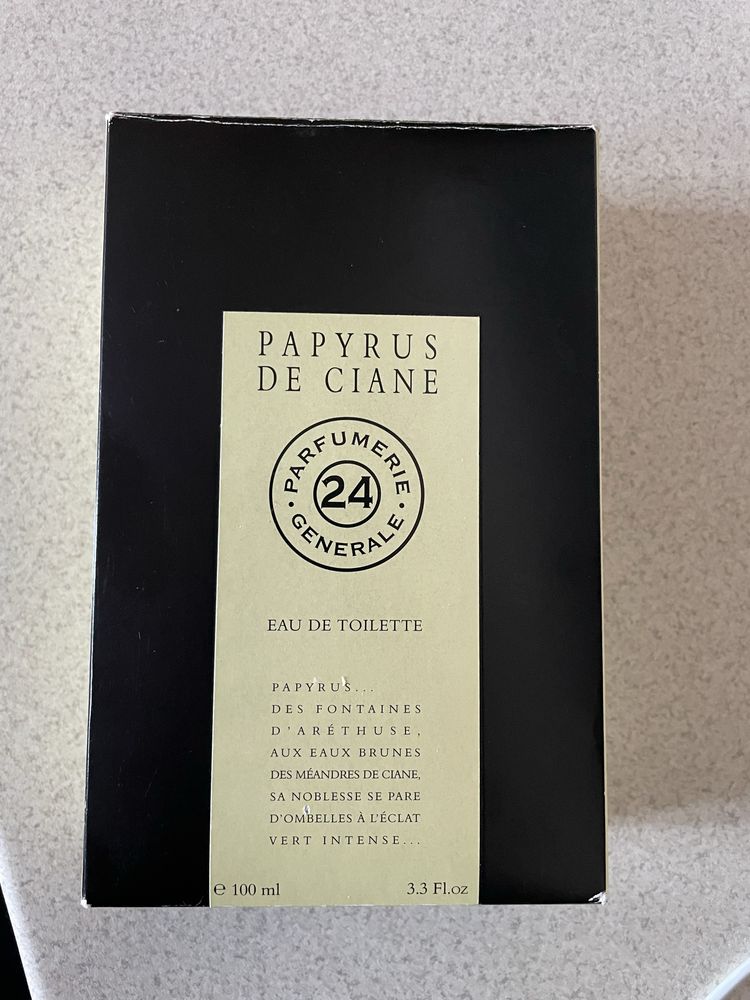 PAPYRUS
DE CIANE
PARFUMERIE
24
GENERALE
EAU DE TOILETTE
PAPYRUS...
DES FONTAINES
D'ARÉTHUSE,
AUX EAUX BRUNES
DES MÉANDRES DE CIANE,
SA NOBLESSE SE PARE
D'OMBELLES À L'ÉCLAT
VERT INTENSE...
e 100 ml 3.3 Fl.oz